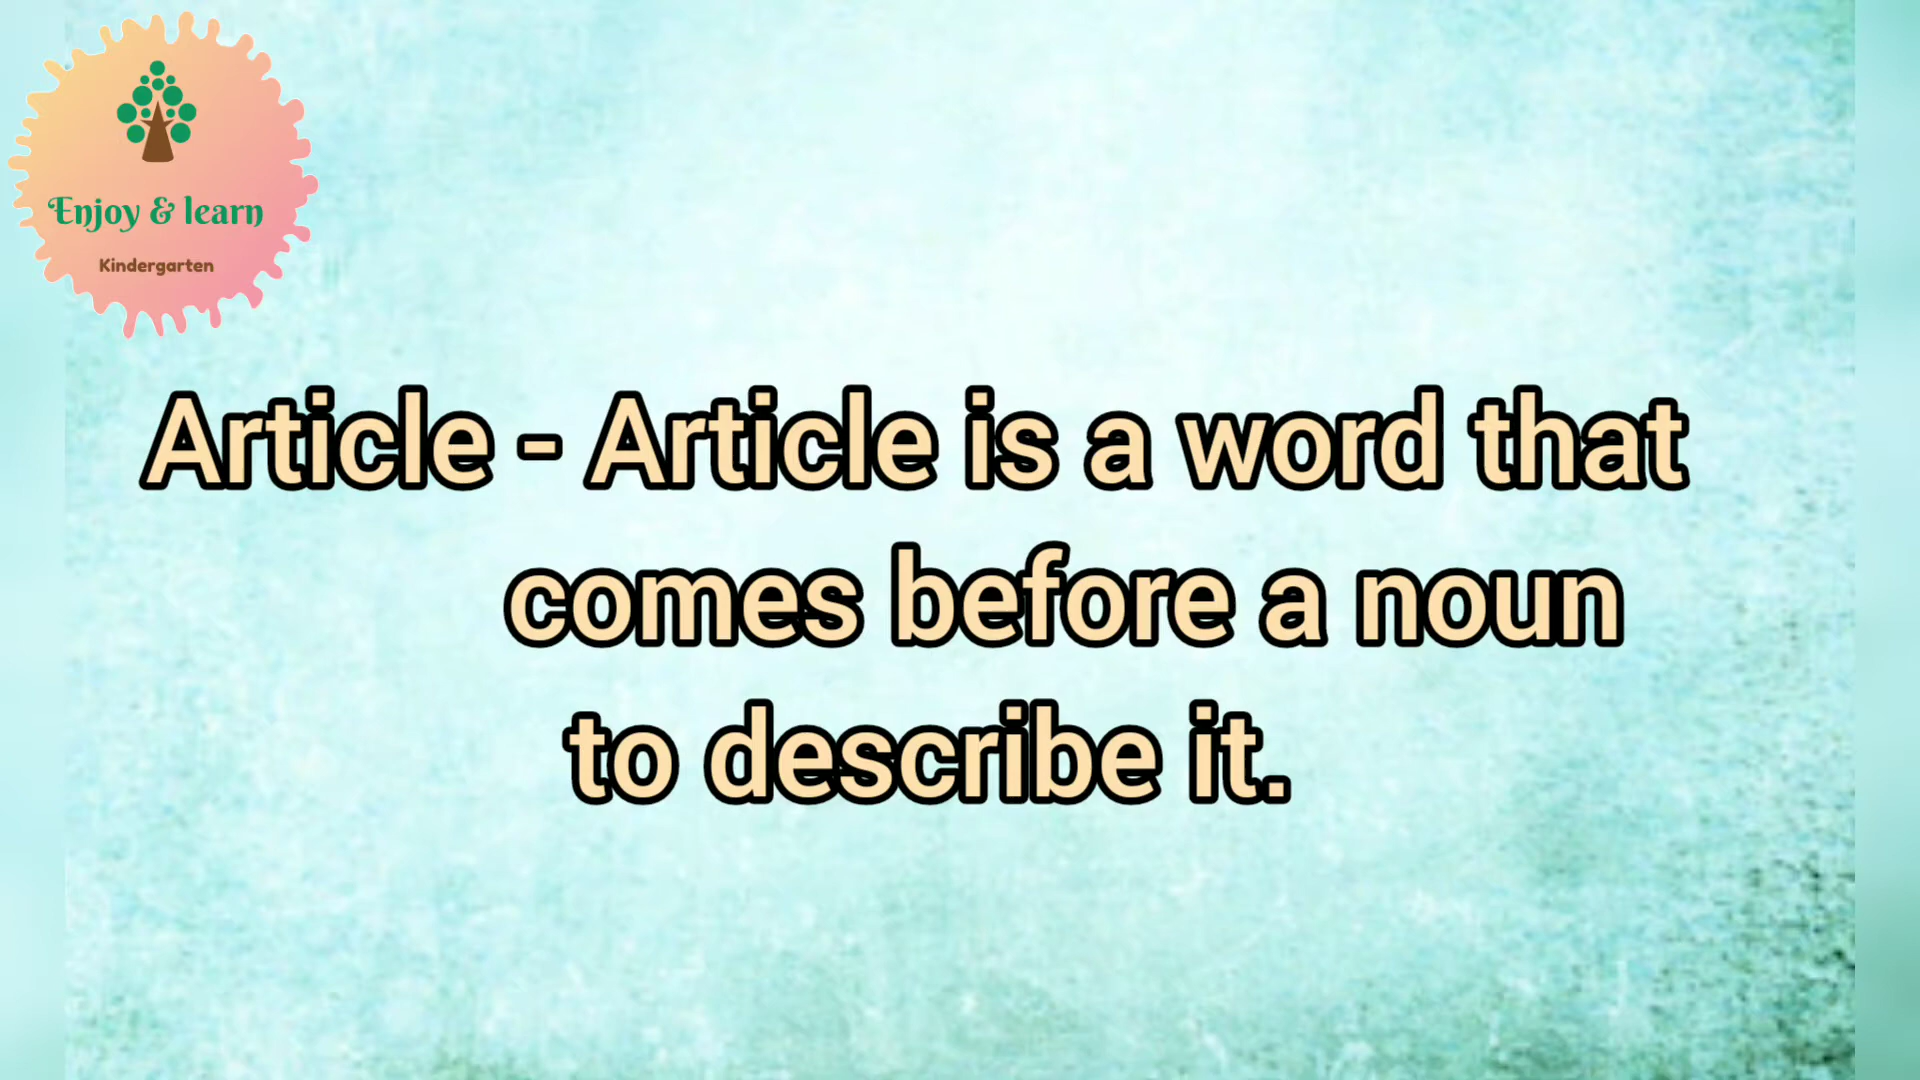 Enjoy & learn
Kindergarten
Article - Article is a word that
comes before a noun
to describe it.